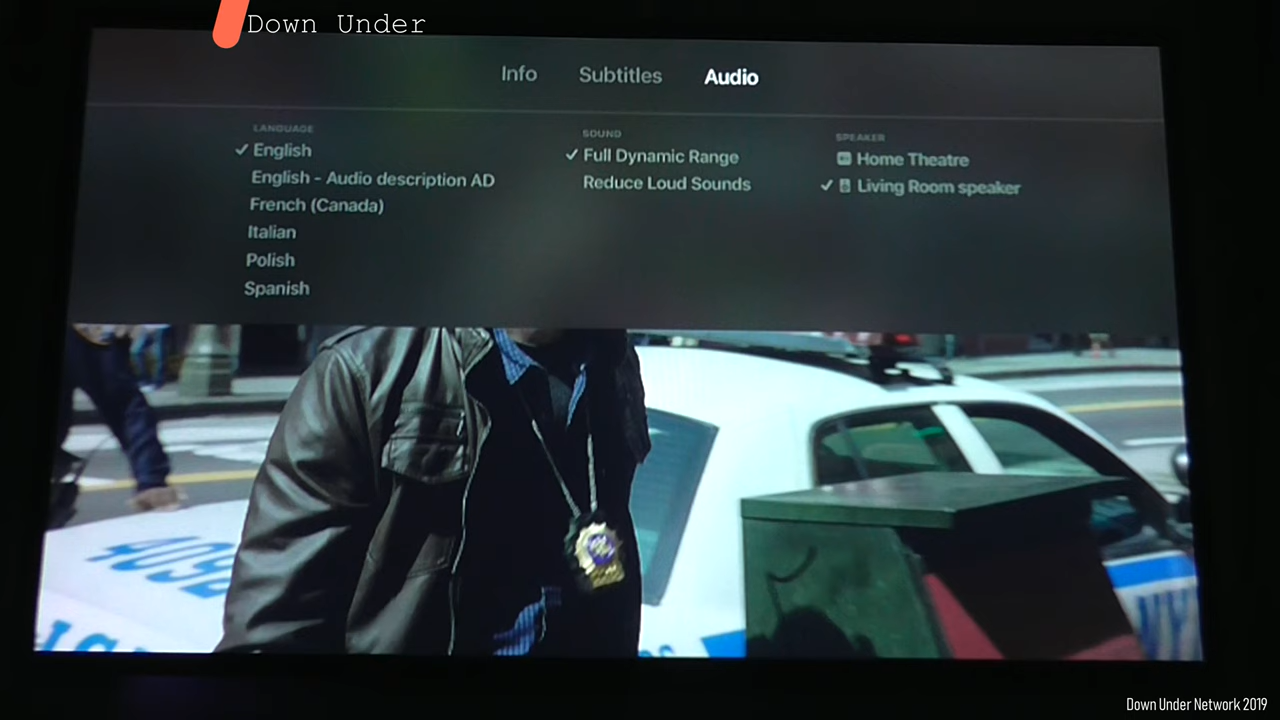 Down Under
Info Subtitles Audio
LANGUAGE
✓ English
English - Audio description AD
French (Canada)
Italian
Polish
Spanish
SOUND
✓ Full Dynamic Range
Reduce Loud Sounds
SPEAKER
Home Theatre
✓ Living Room speaker
Down Under Network 2019